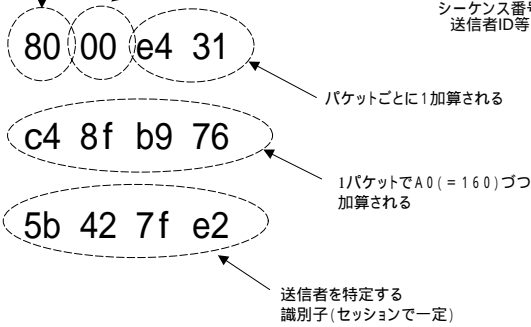 シーケンス番号
送信者ID等
80 00 e4 31
パケットごとに1加算される
c4 8f b9 76
1パケットでA0(=160)づつ
加算される
5b 42 7f e2
送信者を特定する
識別子(セッションで一定)